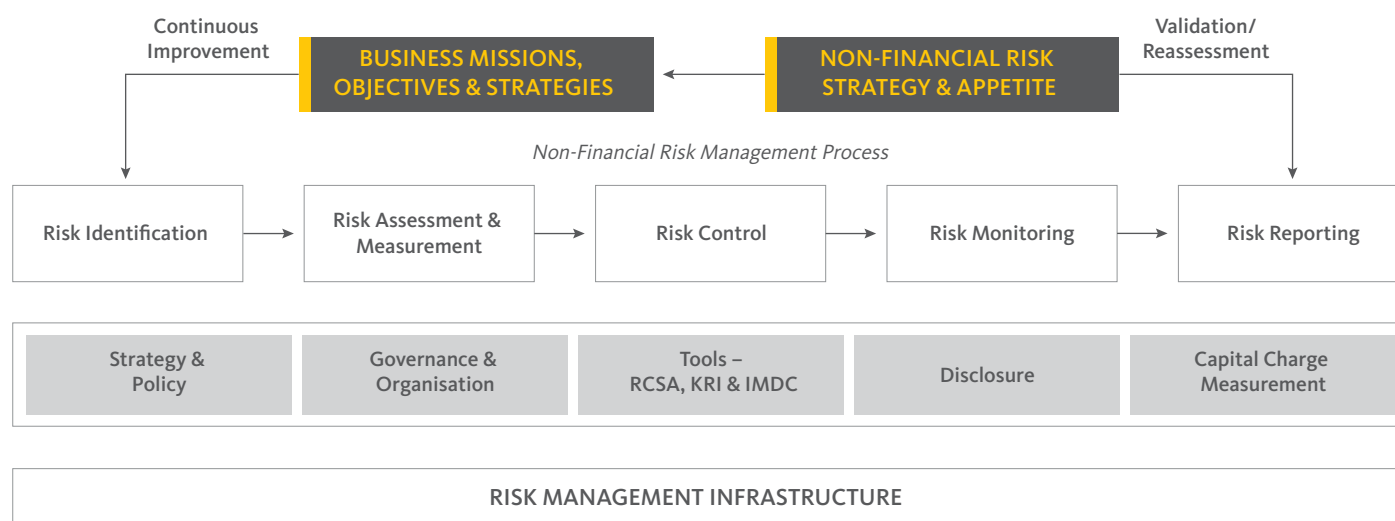 Continuous
Improvement
BUSINESS MISSIONS,
OBJECTIVES & STRATEGIES
NON-FINANCIAL RISK
STRATEGY & APPETITE
Validation/
Reassessment
Non-Financial Risk Management Process
Risk Identification
Risk Assessment &
Measurement
Risk Control
Risk Monitoring
Risk Reporting
Strategy &
Policy
Governance &
Organisation
Tools –
RCSA, KRI & IMDC
Disclosure
Capital Charge
Measurement
RISK MANAGEMENT INFRASTRUCTURE